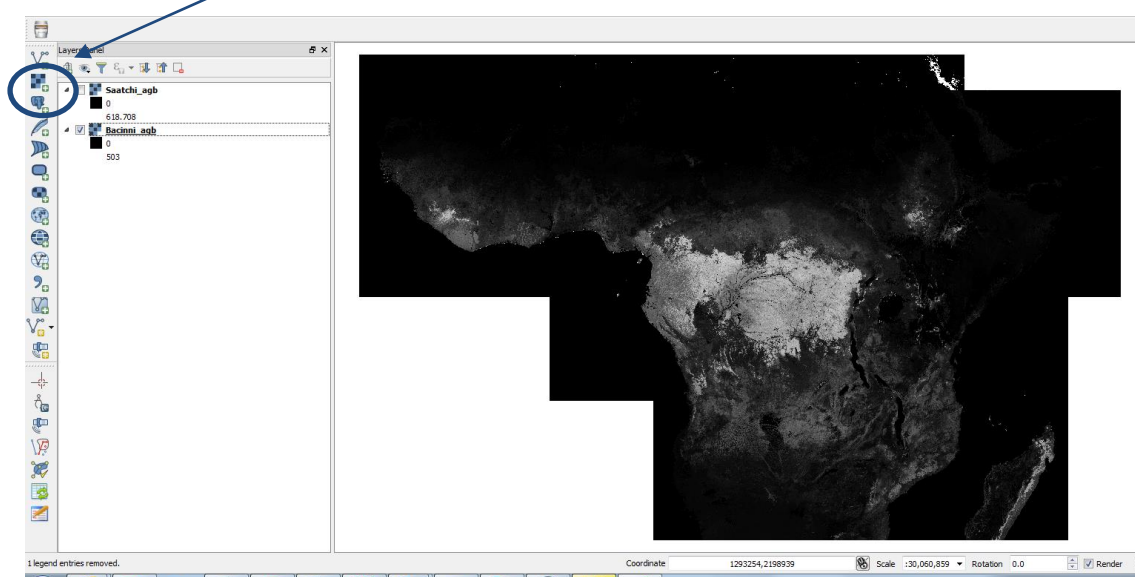 Layers Panel
Saatchi_agb
0
618.708
Bacinni_agb
0
503
1 legend entries removed.
Coordinate 1293254,2198939 Scale :30,060,859 Rotation 0.0 Render